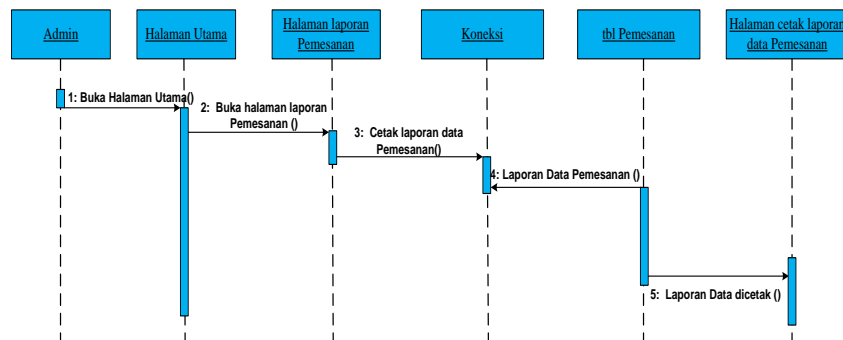 Admin
Halaman Utama
Halaman laporan
Pemesanan
Koneksi
tbl Pemesanan
Halaman cetak laporan
data Pemesanan
1: Buka Halaman Utama()
2: Buka halaman laporan
Pemesanan ()
3: Cetak laporan data
Pemesanan()
4: Laporan Data Pemesanan ()
5: Laporan Data dicetak ()